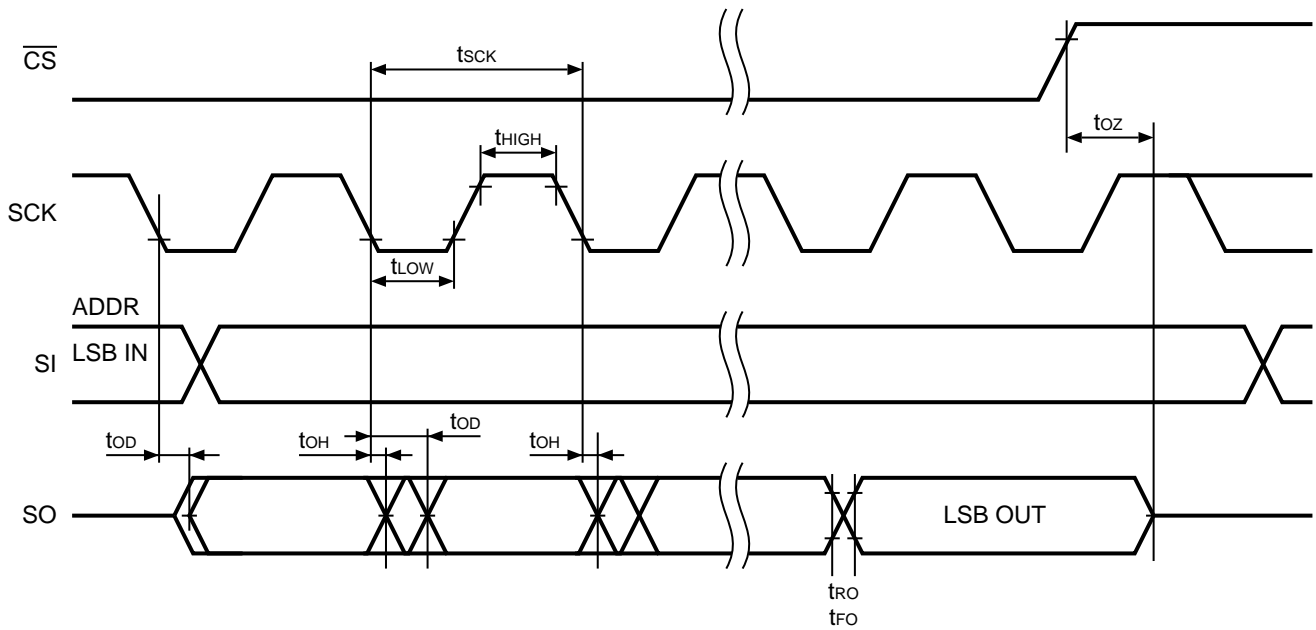 CS
tSCK
tOZ
tHIGH
SCK
tLOW
ADDR
SI
LSB IN
tOD
tOH
tOD
tOH
SO
LSB OUT
tRO
tFO